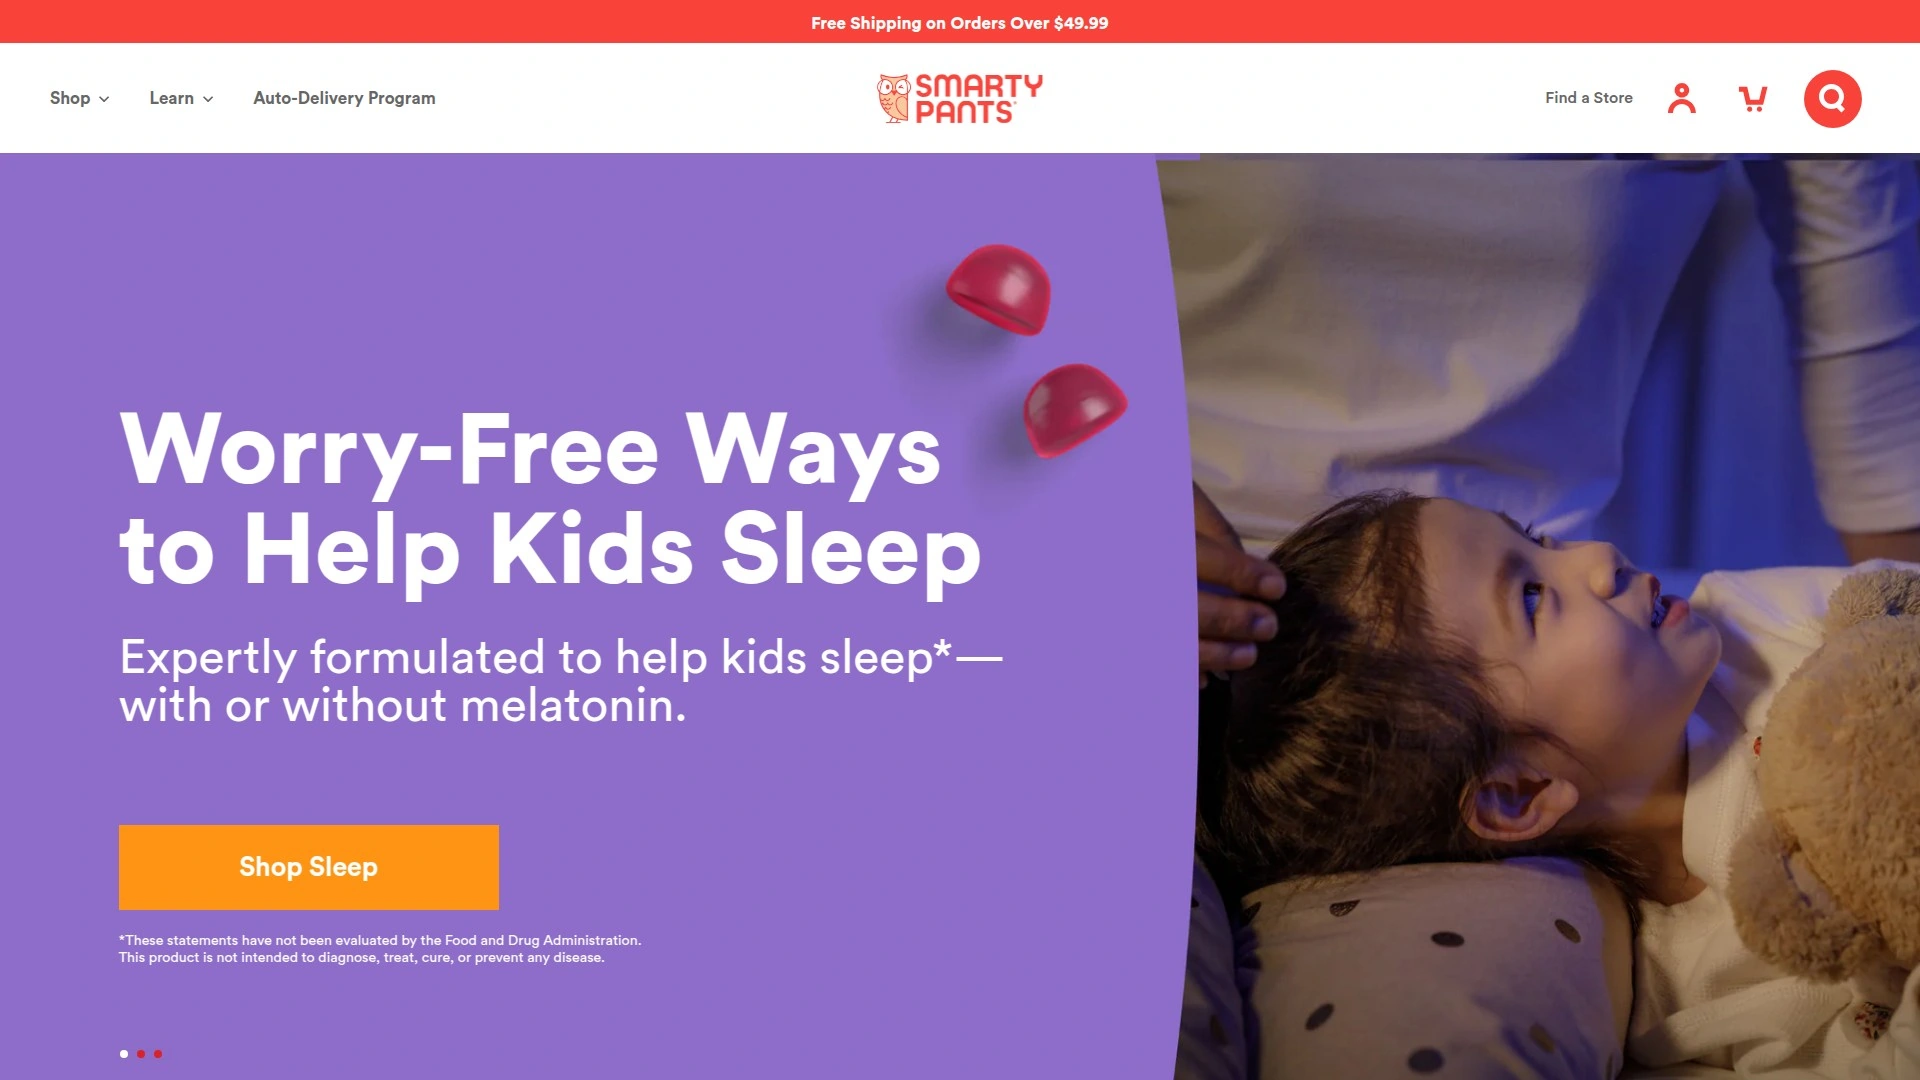 Free Shipping on Orders Over $49.99
Shop
Learn
Auto-Delivery Program
SMARTY
PANTS
Find a Store
Worry-Free Ways
to Help Kids Sleep
Expertly formulated to help kids sleep*—
with or without melatonin.
Shop Sleep
*These statements have not been evaluated by the Food and Drug Administration.
This product is not intended to diagnose, treat, cure, or prevent any disease.